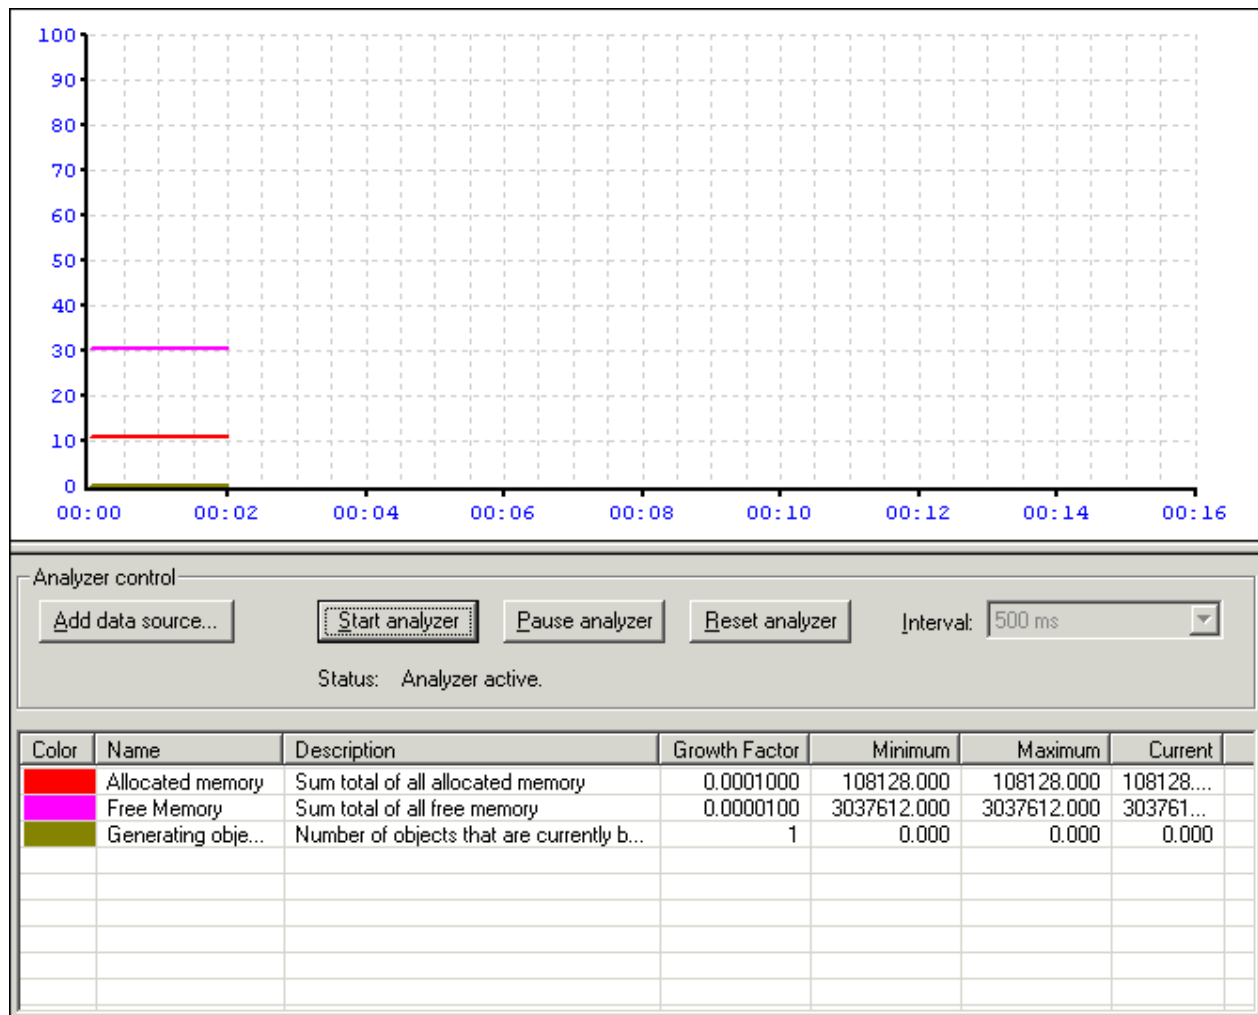 100
90
80
70
60
50
40
30
20
10
0
00:00 00:02 00:04 00:06 00:08 00:10 00:12 00:14 00:16
Analyzer control
Add data source... Start analyzer Pause analyzer Reset analyzer Interval: 500 ms
Status: Analyzer active.
Color Name Description Growth Factor Minimum Maximum Current
Allocated memory Sum total of all allocated memory 0.0001000 108128.000 108128.000 108128....
Free Memory Sum total of all free memory 0.0000100 3037612.000 3037612.000 303761...
Generating obje... Number of objects that are currently b... 1 0.000 0.000 0.000